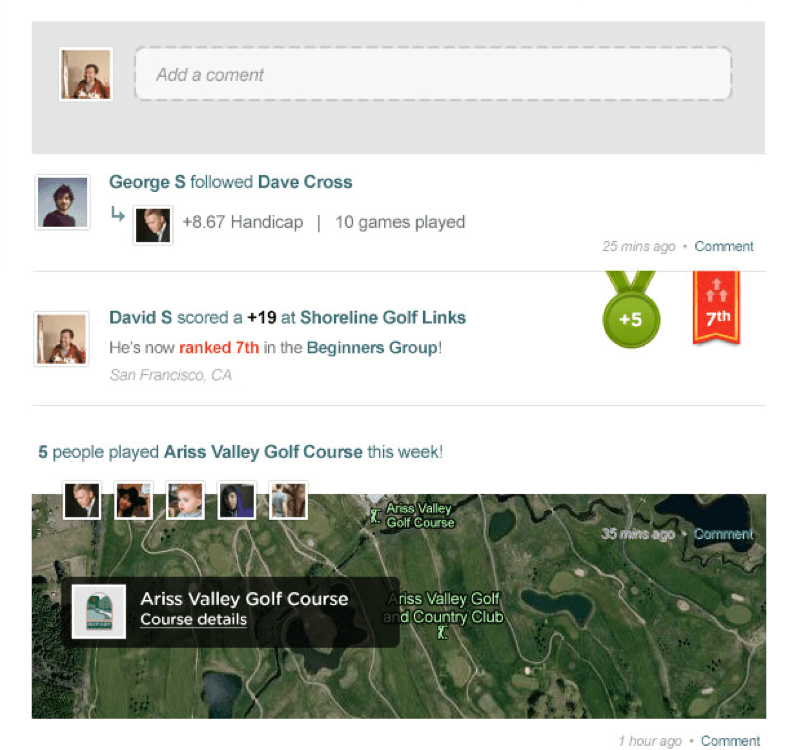 Add a coment
George S followed Dave Cross
+8.67 Handicap | 10 games played
25 mins ago • Comment
David S scored a +19 at Shoreline Golf Links
+5
7th
He's now ranked 7th in the Beginners Group!
San Francisco, CA
5 people played Ariss Valley Golf Course this week!
Ariss Valley
Golf Course
35 mins ago • Comment
Ariss Valley Golf Course
Course details
Ariss Valley Golf
and Country Club
1 hour ago • Comment